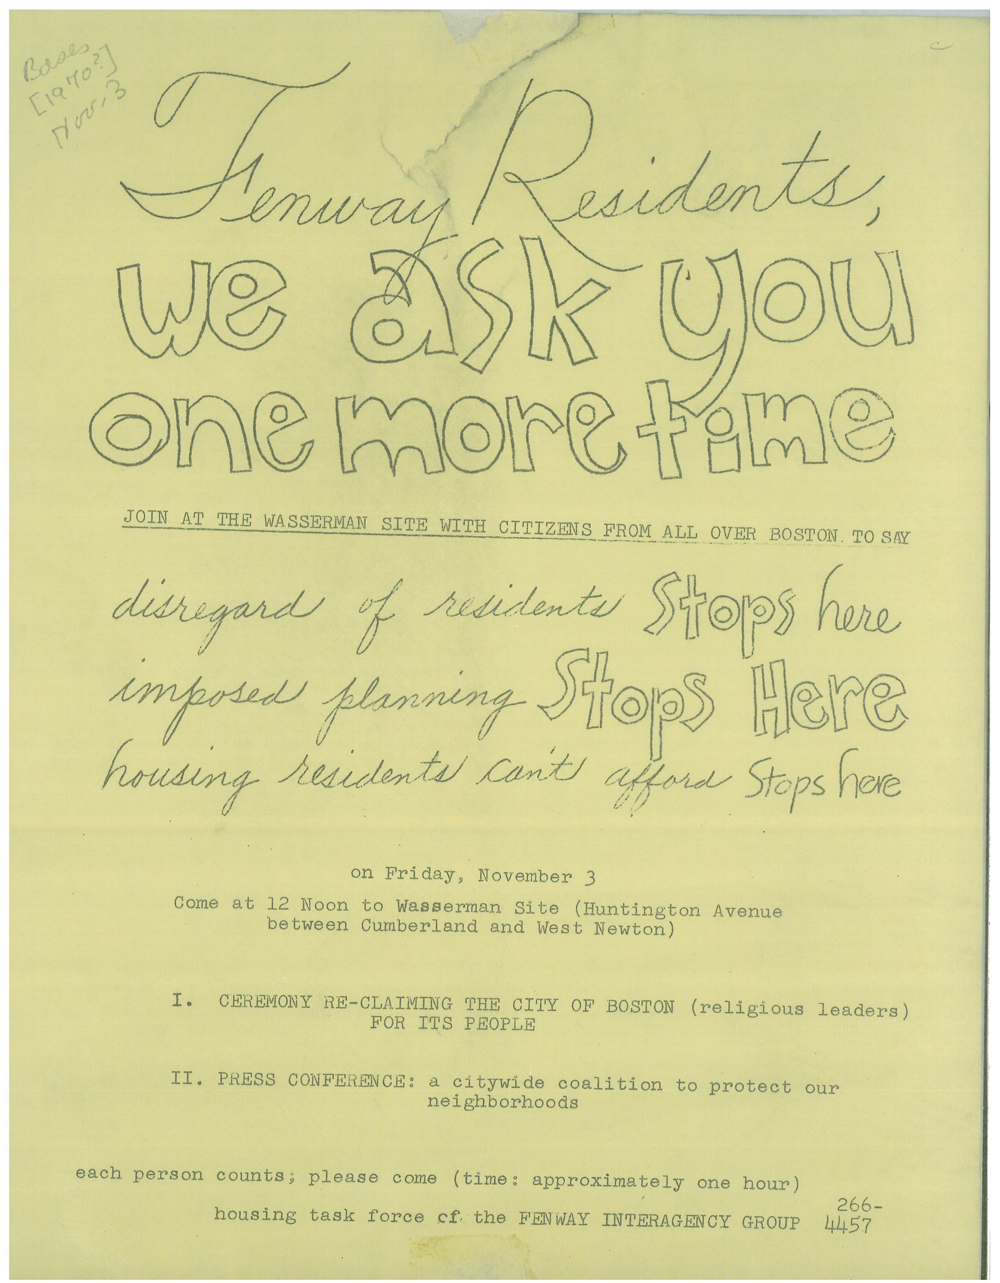 Bases
[1970?]
Nov. 3
Fenway Residents,
we ask you
one more time
JOIN AT THE WASSERMAN SITE WITH CITIZENS FROM ALL OVER BOSTON. TO SAY
disregard of residents Stops here
imposed planning Stops Here
housing residents can't afford Stops here
on Friday, November 3
Come at 12 Noon to Wasserman Site (Huntington Avenue
between Cumberland and West Newton)
I. CEREMONY RE-CLAIMING THE CITY OF BOSTON (religious leaders)
FOR ITS PEOPLE
II. PRESS CONFERENCE: a citywide coalition to protect our
neighborhoods
each person counts; please come (time: approximately one hour)
housing task force of the FENWAY INTERAGENCY GROUP 266-
4457